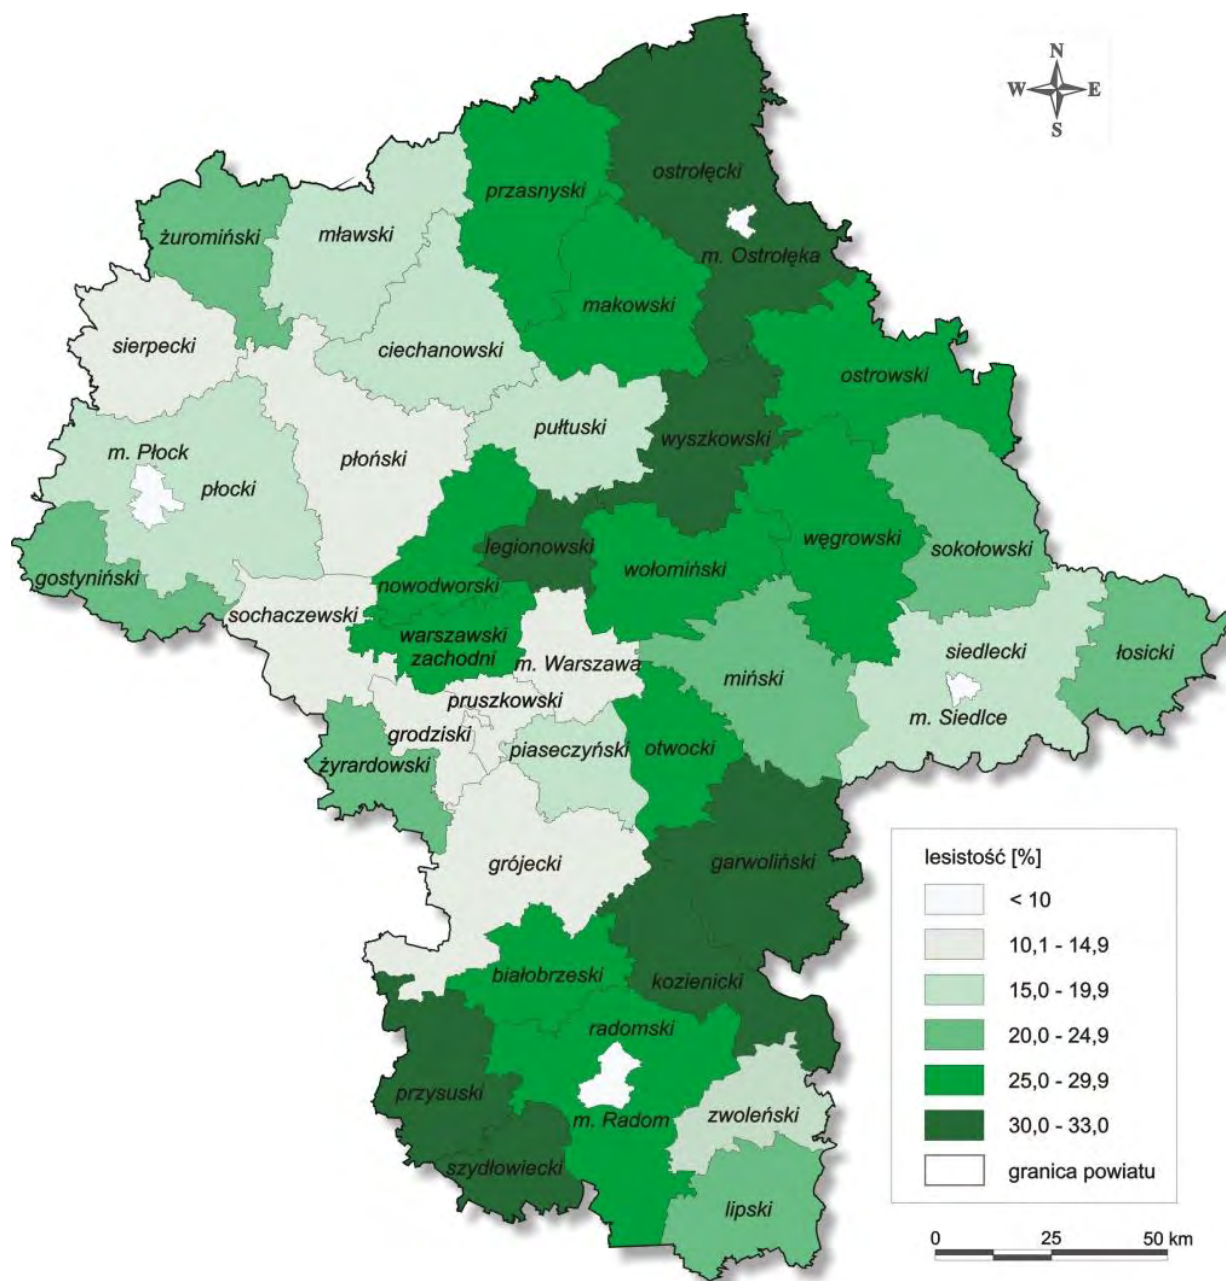 N
W E
S
ostrołęcki
przasnyski
żuromiński
mławski
m. Ostrołęka
makowski
sierpecki
ciechanowski
ostrowski
pułtuski
wyszkowski
m. Płock
płoński
płocki
węgrowski
legionowski
sokołowski
wołomiński
gostyniński
nowodworski
sochaczewski
warszawski
zachodni
m. Warszawa
siedlecki
łosicki
miński
pruszkowski
m. Siedlce
grodziski
piaseczyński
otwocki
żyrardowski
grójecki
garwoliński
białobrzeski
kozienicki
radomski
przysuski
m. Radom
zwoleński
szydłowiecki
lipski
lesistość [%]
< 10
10,1 - 14,9
15,0 - 19,9
20,0 - 24,9
25,0 - 29,9
30,0 - 33,0
granica powiatu
0 25 50 km